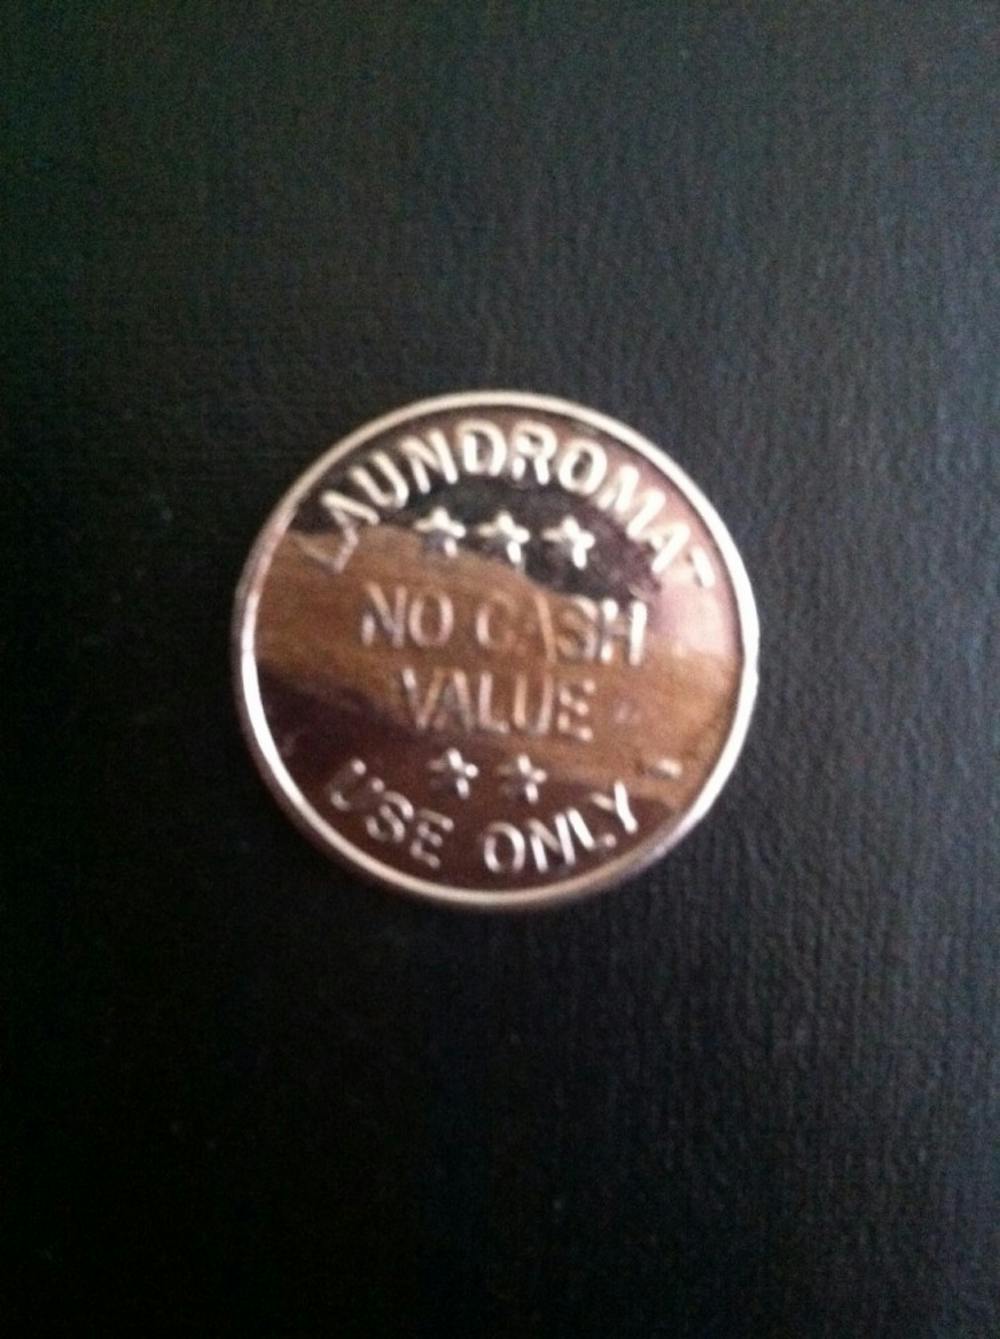 LAUNDROMAT
NO CASH
VALUE
USE ONLY